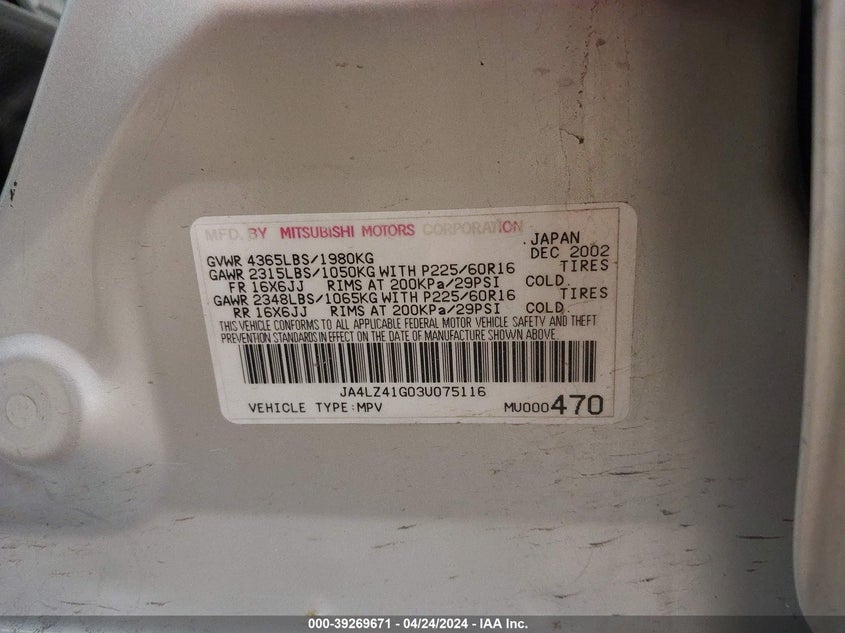 MFD. BY MITSUBISHI MOTORS CORPORATION
JAPAN
GVWR 4365LBS/1980KG DEC 2002
GAWR 2315LBS/1050KG WITH P225/60R16 TIRES
FR 16X6JJ RIMS AT 200KPa/29PSI COLD.
GAWR 2348LBS/1065KG WITH P225/60R16 TIRES
RR 16X6JJ RIMS AT 200KPa/29PSI COLD.
THIS VEHICLE CONFORMS TO ALL APPLICABLE FEDERAL MOTOR VEHICLE SAFETY AND THEFT
PREVENTION STANDARDS IN EFFECT ON THE DATE OF MANUFACTURE SHOWN ABOVE.
JA4LZ41G03U075116
VEHICLE TYPE:MPV MU000470
000-39269671 - 04/24/2024 - IAA Inc.